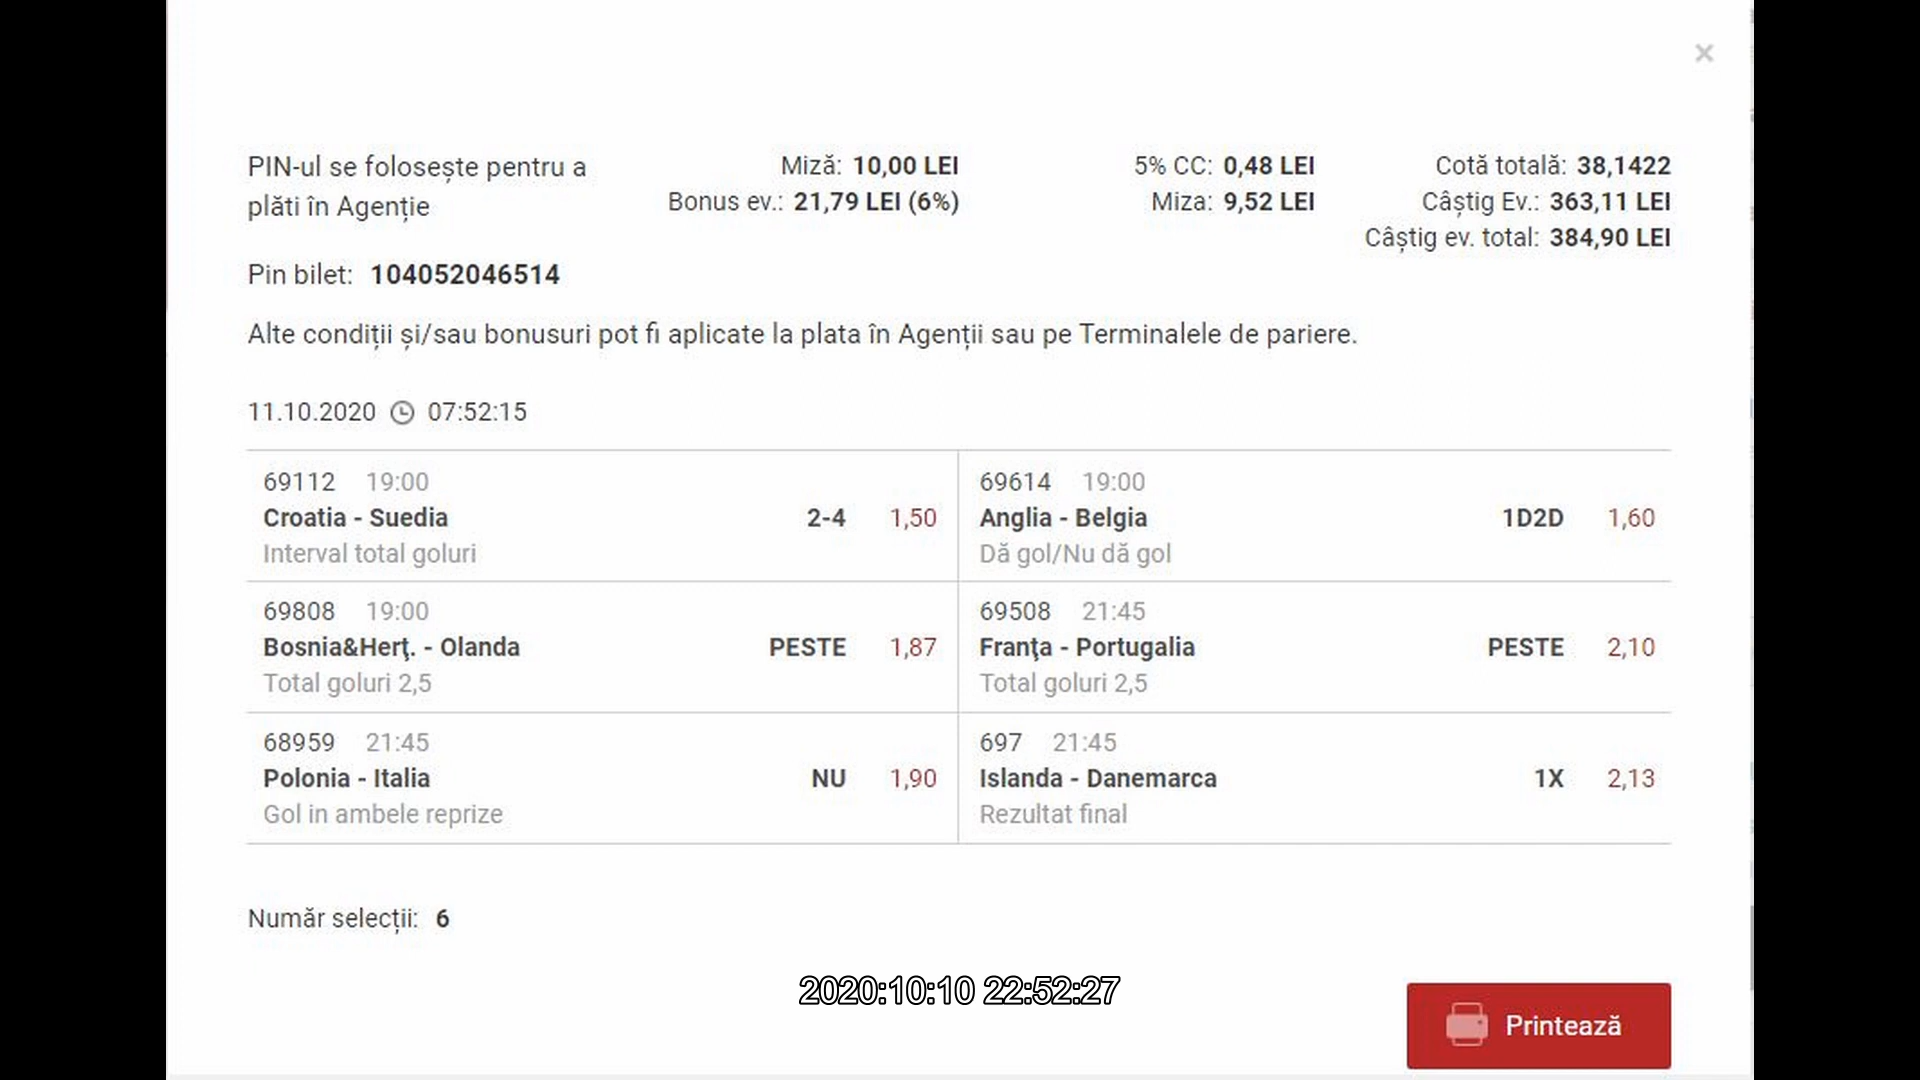 ×
PIN-ul se folosește pentru a
plăti în Agenție
Pin bilet: 104052046514
Miză: 10,00 LEI
Bonus ev.: 21,79 LEI (6%)
5% CC: 0,48 LEI
Miza: 9,52 LEI
Cotă totală: 38,1422
Câștig Ev.: 363,11 LEI
Câștig ev. total: 384,90 LEI
Alte condiții și/sau bonusuri pot fi aplicate la plata în Agenții sau pe Terminalele de pariere.
11.10.2020 07:52:15
69112 19:00
Croatia - Suedia 2-4 1,50
Interval total goluri
69614 19:00
Anglia - Belgia 1D2D 1,60
Dă gol/Nu dă gol
69808 19:00
Bosnia&Herţ. - Olanda PESTE 1,87
Total goluri 2,5
69508 21:45
Franţa - Portugalia PESTE 2,10
Total goluri 2,5
68959 21:45
Polonia - Italia NU 1,90
Gol in ambele reprize
697 21:45
Islanda - Danemarca 1X 2,13
Rezultat final
Număr selecții: 6
2020:10:10 22:52:27
Printează